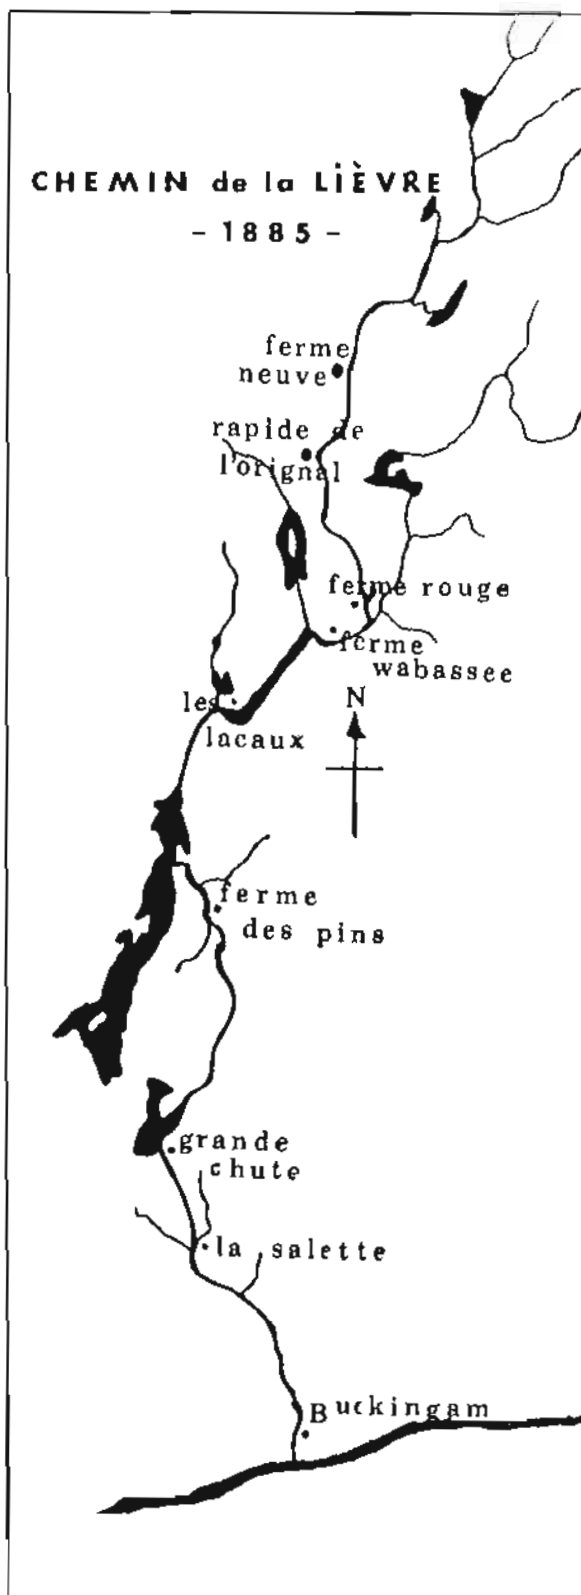 CHEMIN de la LIÈVRE
- 1885 -
ferme
neuve
rapide de
l'orignal
ferme rouge
ferme
wabassee
les
lacaux
N
ferme
des pins
grande
chute
la salette
Buckingam